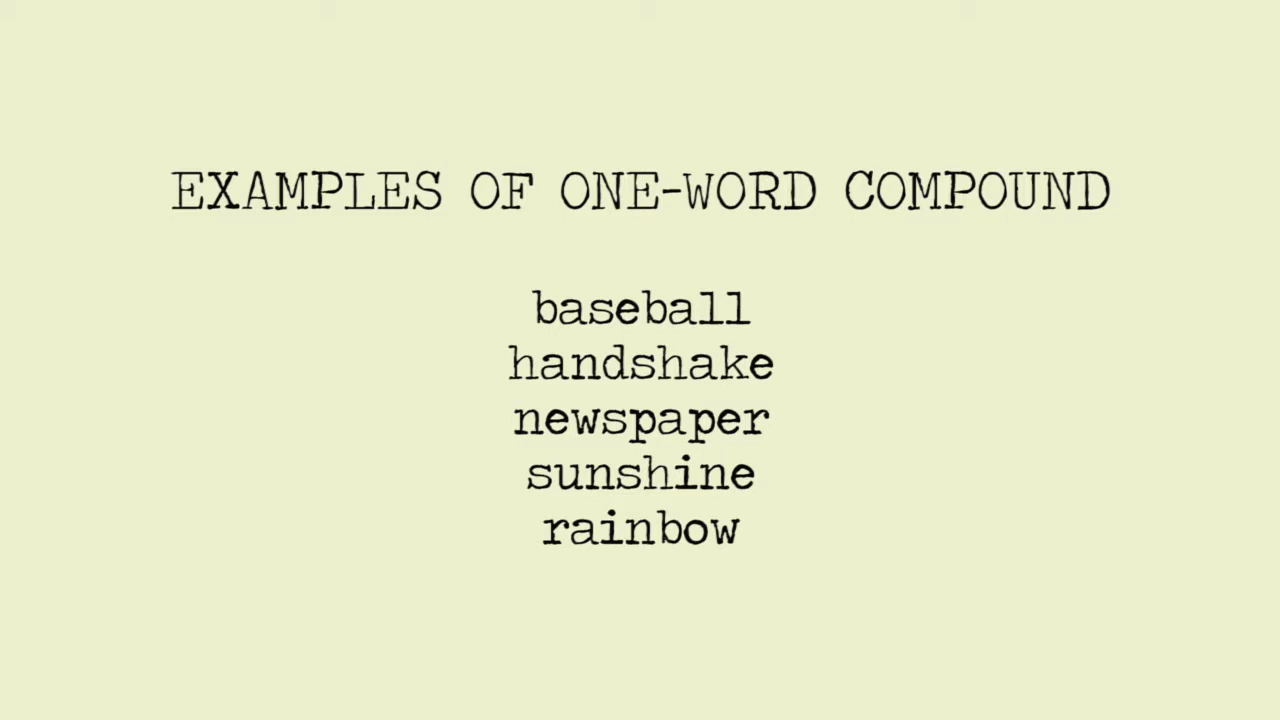 EXAMPLES OF ONE-WORD COMPOUND
baseball
handshake
newspaper
sunshine
rainbow